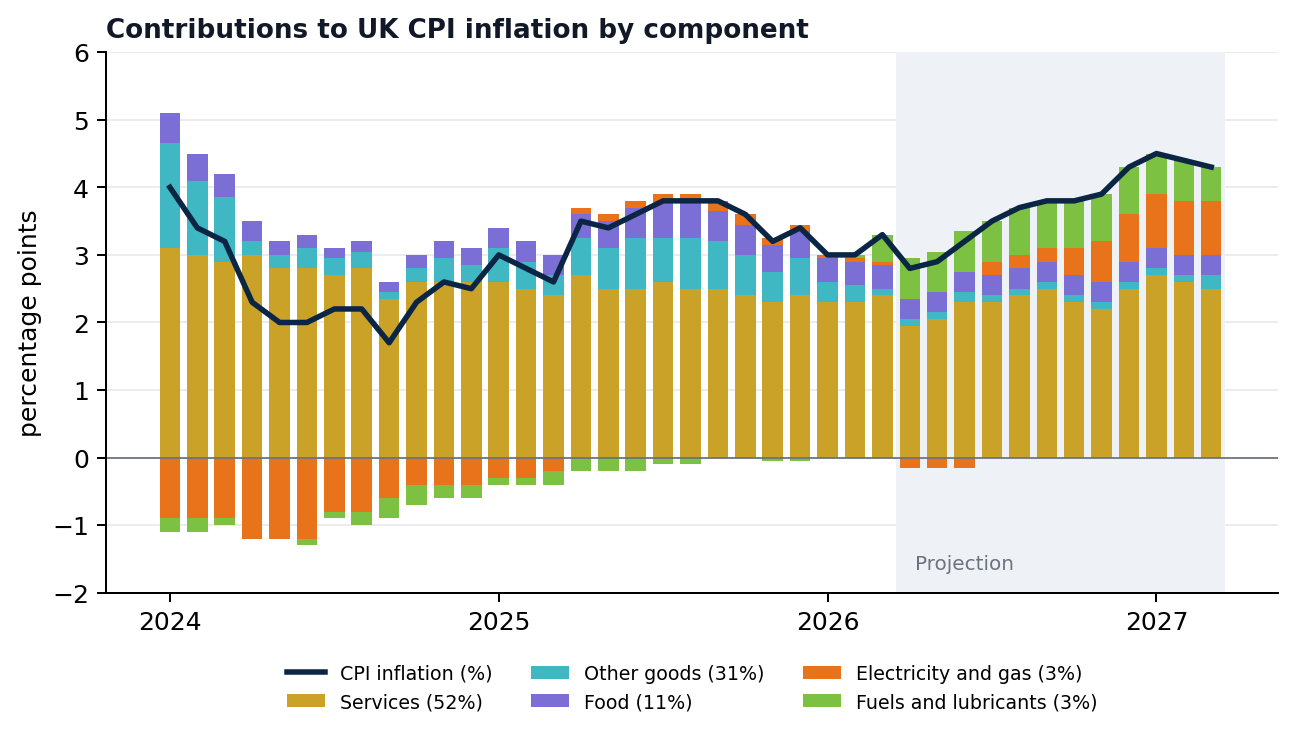 Contributions to UK CPI inflation by component
percentage points
6
5
4
3
2
1
0
−1
−2
Projection
2024 2025 2026 2027
CPI inflation (%) Other goods (31%) Electricity and gas (3%)
Services (52%) Food (11%) Fuels and lubricants (3%)